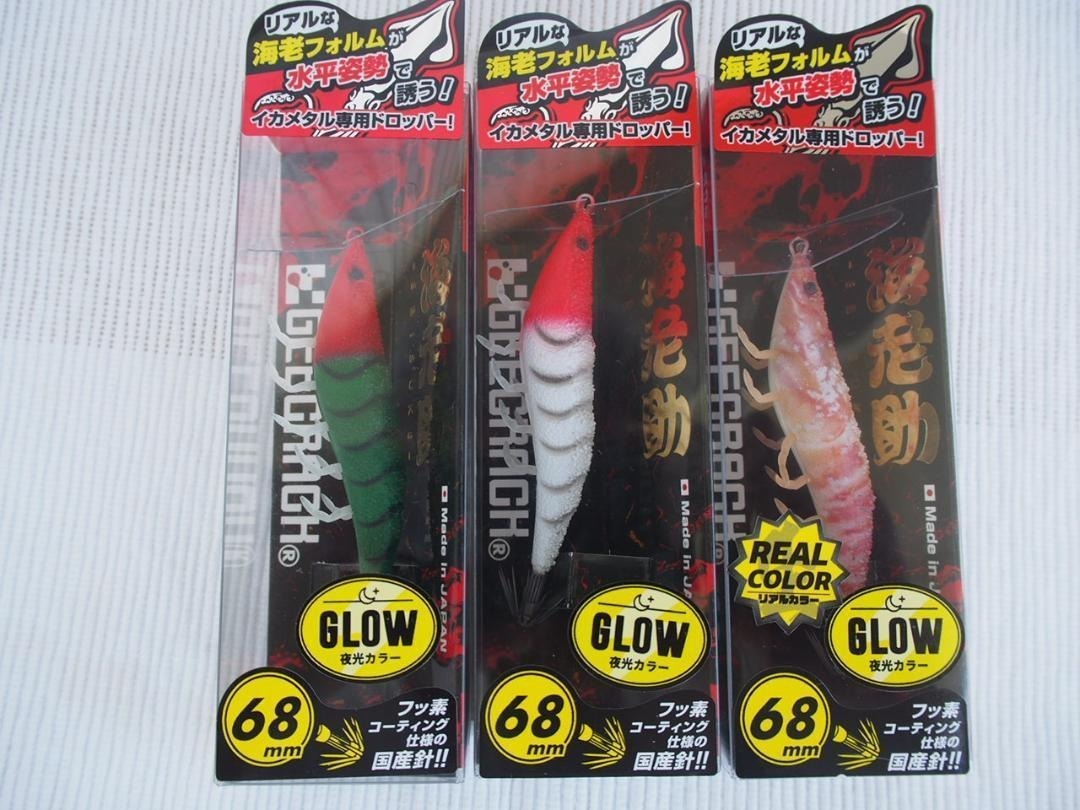 リアルな
海老フォルムが
水平姿勢で
誘う!
イカメタル専用ドロッパー!
GEECRACK®
Made in JAPAN
GLOW
夜光カラー
68
mm
フッ素
コーティング
仕様の
国産針!!
リアルな
海老フォルムが
水平姿勢で
誘う!
イカメタル専用ドロッパー!
海老助
GEECRACK®
Made in JA
GLOW
夜光カラー
68
mm
フッ素
コーティング
仕様の
国産針!!
リアルな
海老フォルムが
水平姿勢で
誘う!
イカメタル専用ドロッパー!
海老助
GEECRACK
Made in
REAL
COLOR
リアルカラー
GLOW
夜光カラー
68
mm
フッ素
コーティング
仕様の
国産針!!